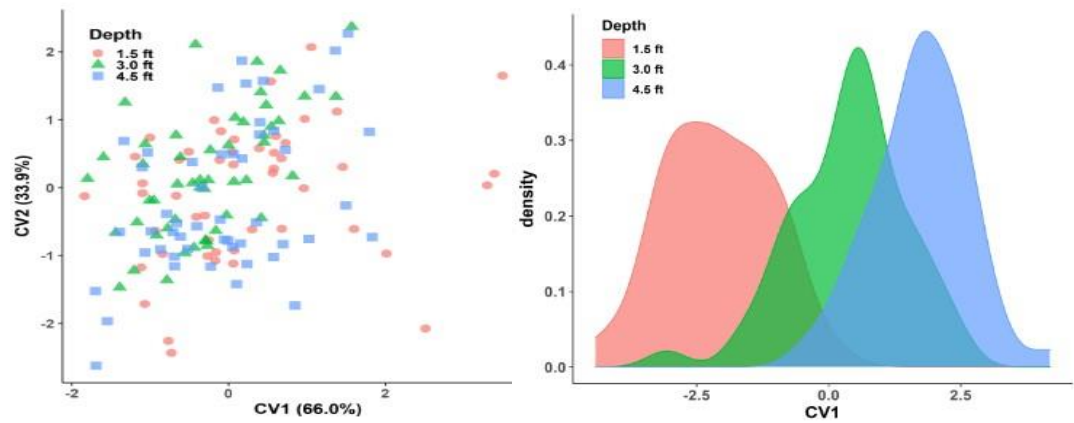 Depth
1.5 ft
3.0 ft
4.5 ft
2
1
0
-1
-2
CV2 (33.9%)
-2
0
2
CV1 (66.0%)
Depth
1.5 ft
3.0 ft
4.5 ft
0.4
0.3
0.2
0.1
0.0
density
-2.5
0.0
2.5
CV1